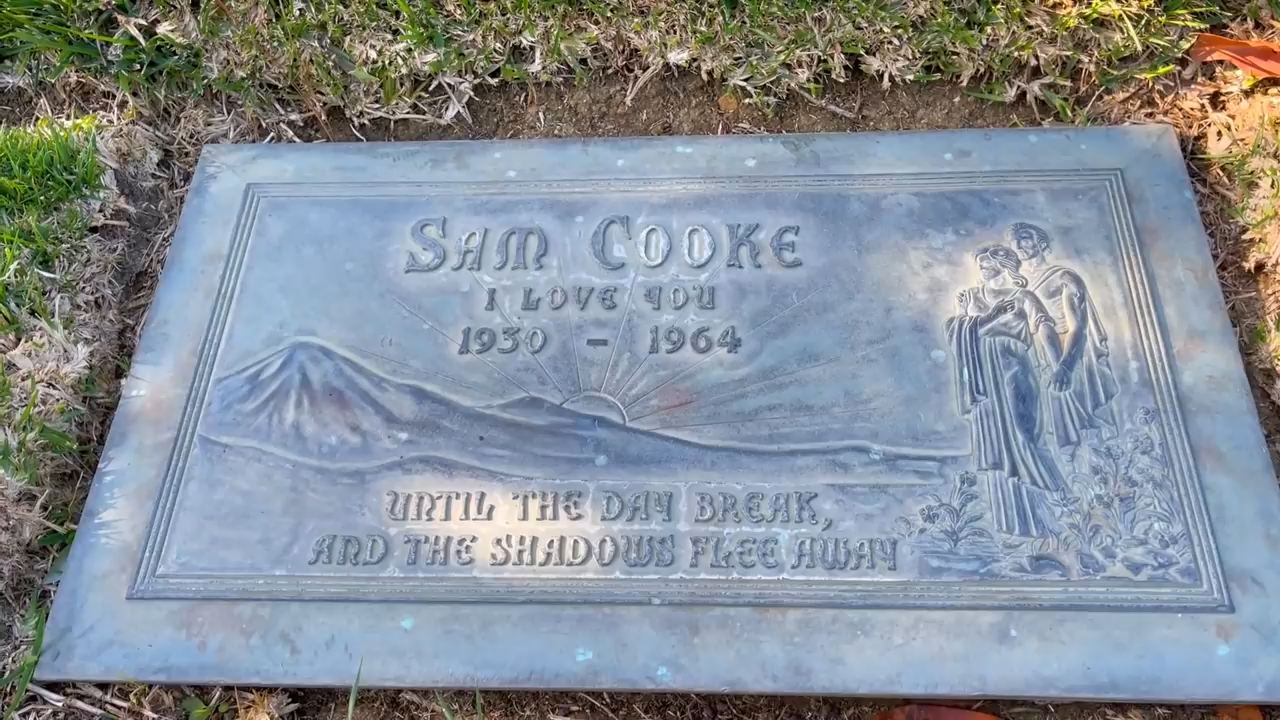 SAM COOKE
I LOVE YOU
1930 - 1964
UNTIL THE DAY BREAK,
AND THE SHADOWS FLEE AWAY